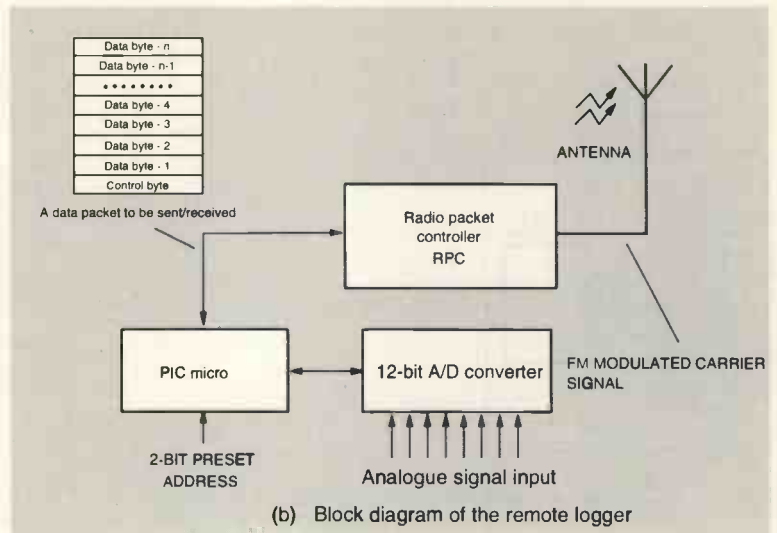 Data byte - n
Data byte - n-1
• • • • • • • •
Data byte - 4
Data byte - 3
Data byte - 2
Data byte - 1
Control byte
A data packet to be sent/received
ANTENNA
Radio packet
controller
RPC
PIC micro
12-bit A/D converter
FM MODULATED CARRIER
SIGNAL
2-BIT PRESET
ADDRESS
Analogue signal input
(b) Block diagram of the remote logger